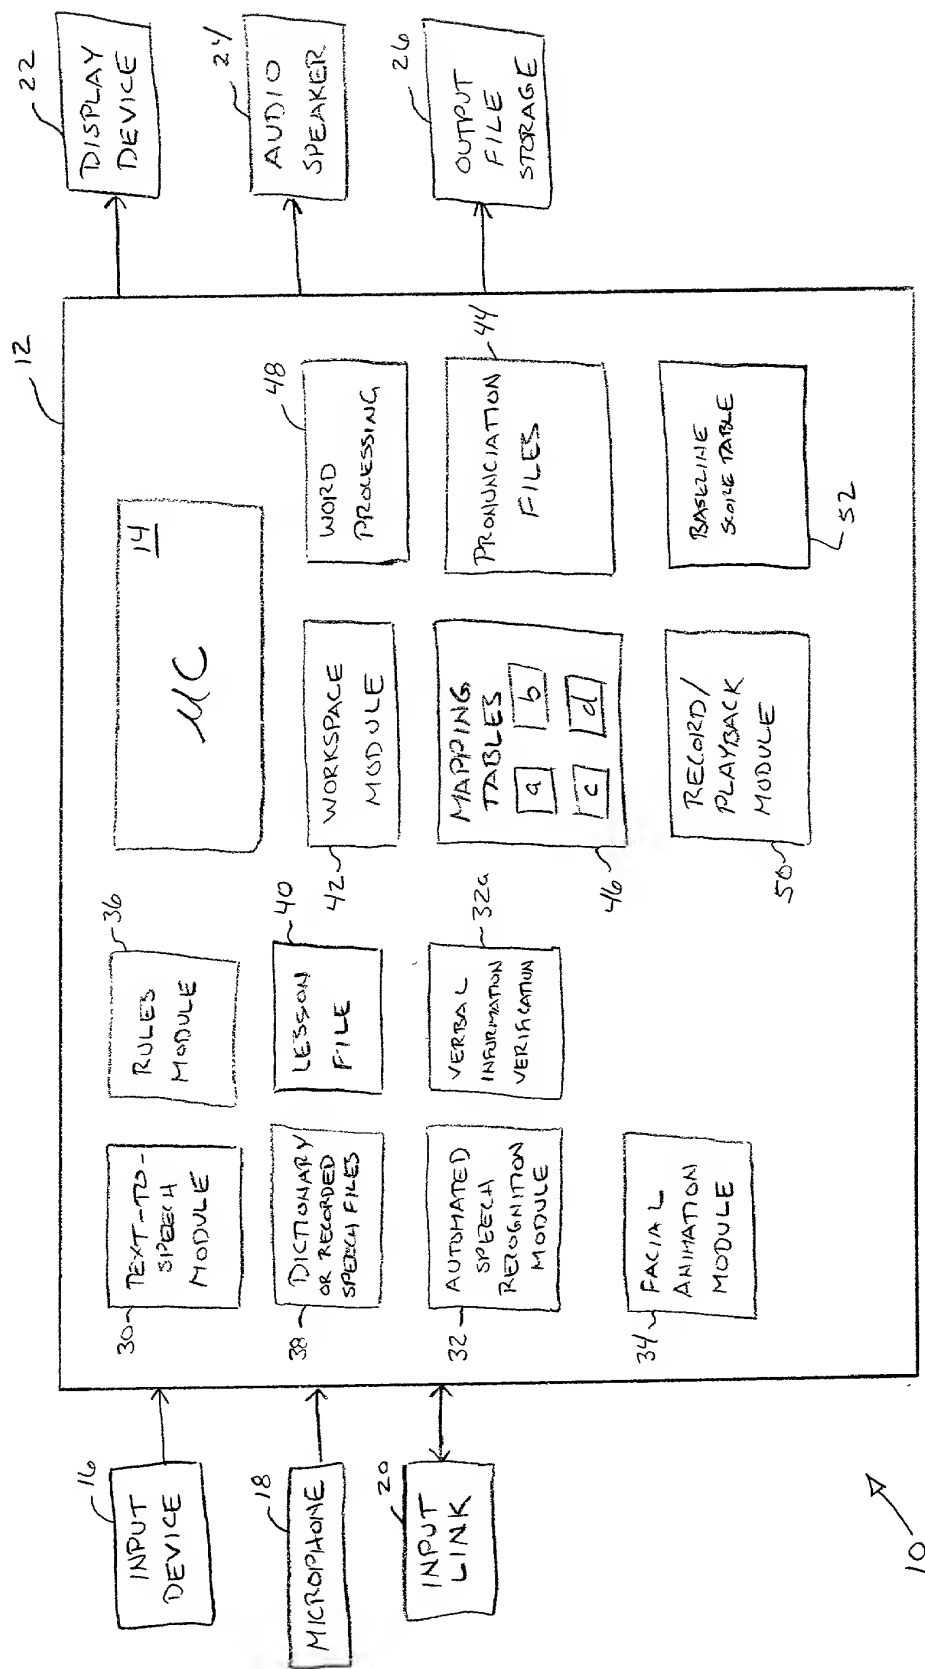 10
12
INPUT
DEVICE
16
MICROPHONE
18
INPUT
LINK
20
30
TEXT-TO-
SPEECH
MODULE
36
RULES
MODULE
14
μC
38
DICTIONARY
OR RECORDED
SPEECH FILES
40
LESSON
FILE
42
WORKSPACE
MODULE
48
WORD
PROCESSING
32
AUTOMATED
SPEECH
RECOGNITION
MODULE
32a
VERBAL
INFORMATION
VERIFICATION
46
MAPPING
TABLES
a
b
c
d
44
PRONUNCIATION
FILES
34
FACIAL
ANIMATION
MODULE
50
RECORD/
PLAYBACK
MODULE
52
BASELINE
SCORE TABLE
22
DISPLAY
DEVICE
24
AUDIO
SPEAKER
26
OUTPUT
FILE
STORAGE